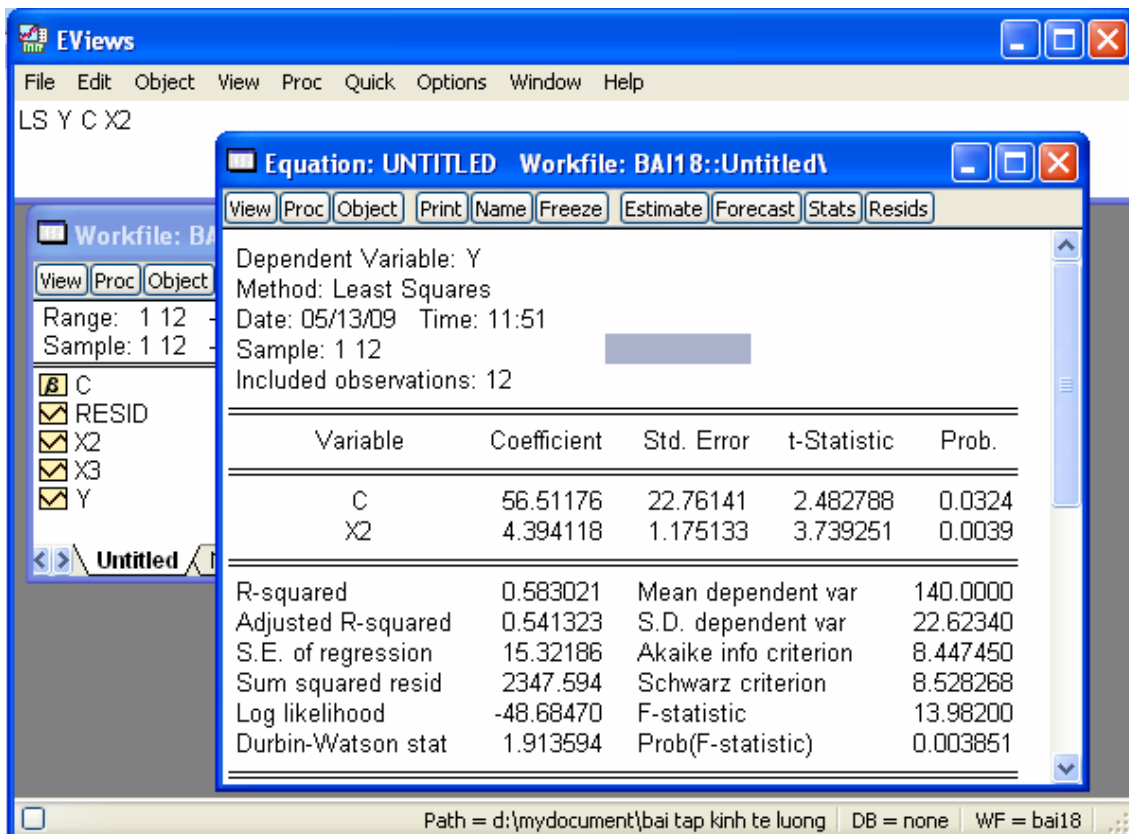 EViews
File Edit Object View Proc Quick Options Window Help
LS Y C X2
Equation: UNTITLED Workfile: BAI18::Untitled\
View Proc Object Print Name Freeze Estimate Forecast Stats Resids
Workfile: BA
View Proc Object
Range: 1 12 -
Sample: 1 12 -
C
RESID
X2
X3
Y
Untitled
Dependent Variable: Y
Method: Least Squares
Date: 05/13/09 Time: 11:51
Sample: 1 12
Included observations: 12
Variable Coefficient Std. Error t-Statistic Prob.
C 56.51176 22.76141 2.482788 0.0324
X2 4.394118 1.175133 3.739251 0.0039
R-squared 0.583021 Mean dependent var 140.0000
Adjusted R-squared 0.541323 S.D. dependent var 22.62340
S.E. of regression 15.32186 Akaike info criterion 8.447450
Sum squared resid 2347.594 Schwarz criterion 8.528268
Log likelihood -48.68470 F-statistic 13.98200
Durbin-Watson stat 1.913594 Prob(F-statistic) 0.003851
Path = d:\mydocument\bai tap kinh te luong DB = none WF = bai18